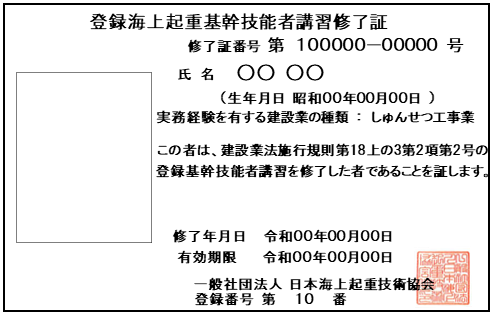 登録海上起重基幹技能者講習修了証
修了証番号 第 100000－00000 号
氏 名 〇〇 〇〇
（生年月日 昭和00年00月00日 ）
実務経験を有する建設業の種類 ： しゅんせつ工事業
この者は、建設業法施行規則第18上の3第2項第2号の
登録基幹技能者講習を修了した者であることを証します。
修了年月日 令和00年00月00日
有効期限 令和00年00月00日
一般社団法人 日本海上起重技術協会
登録番号 第 10 番